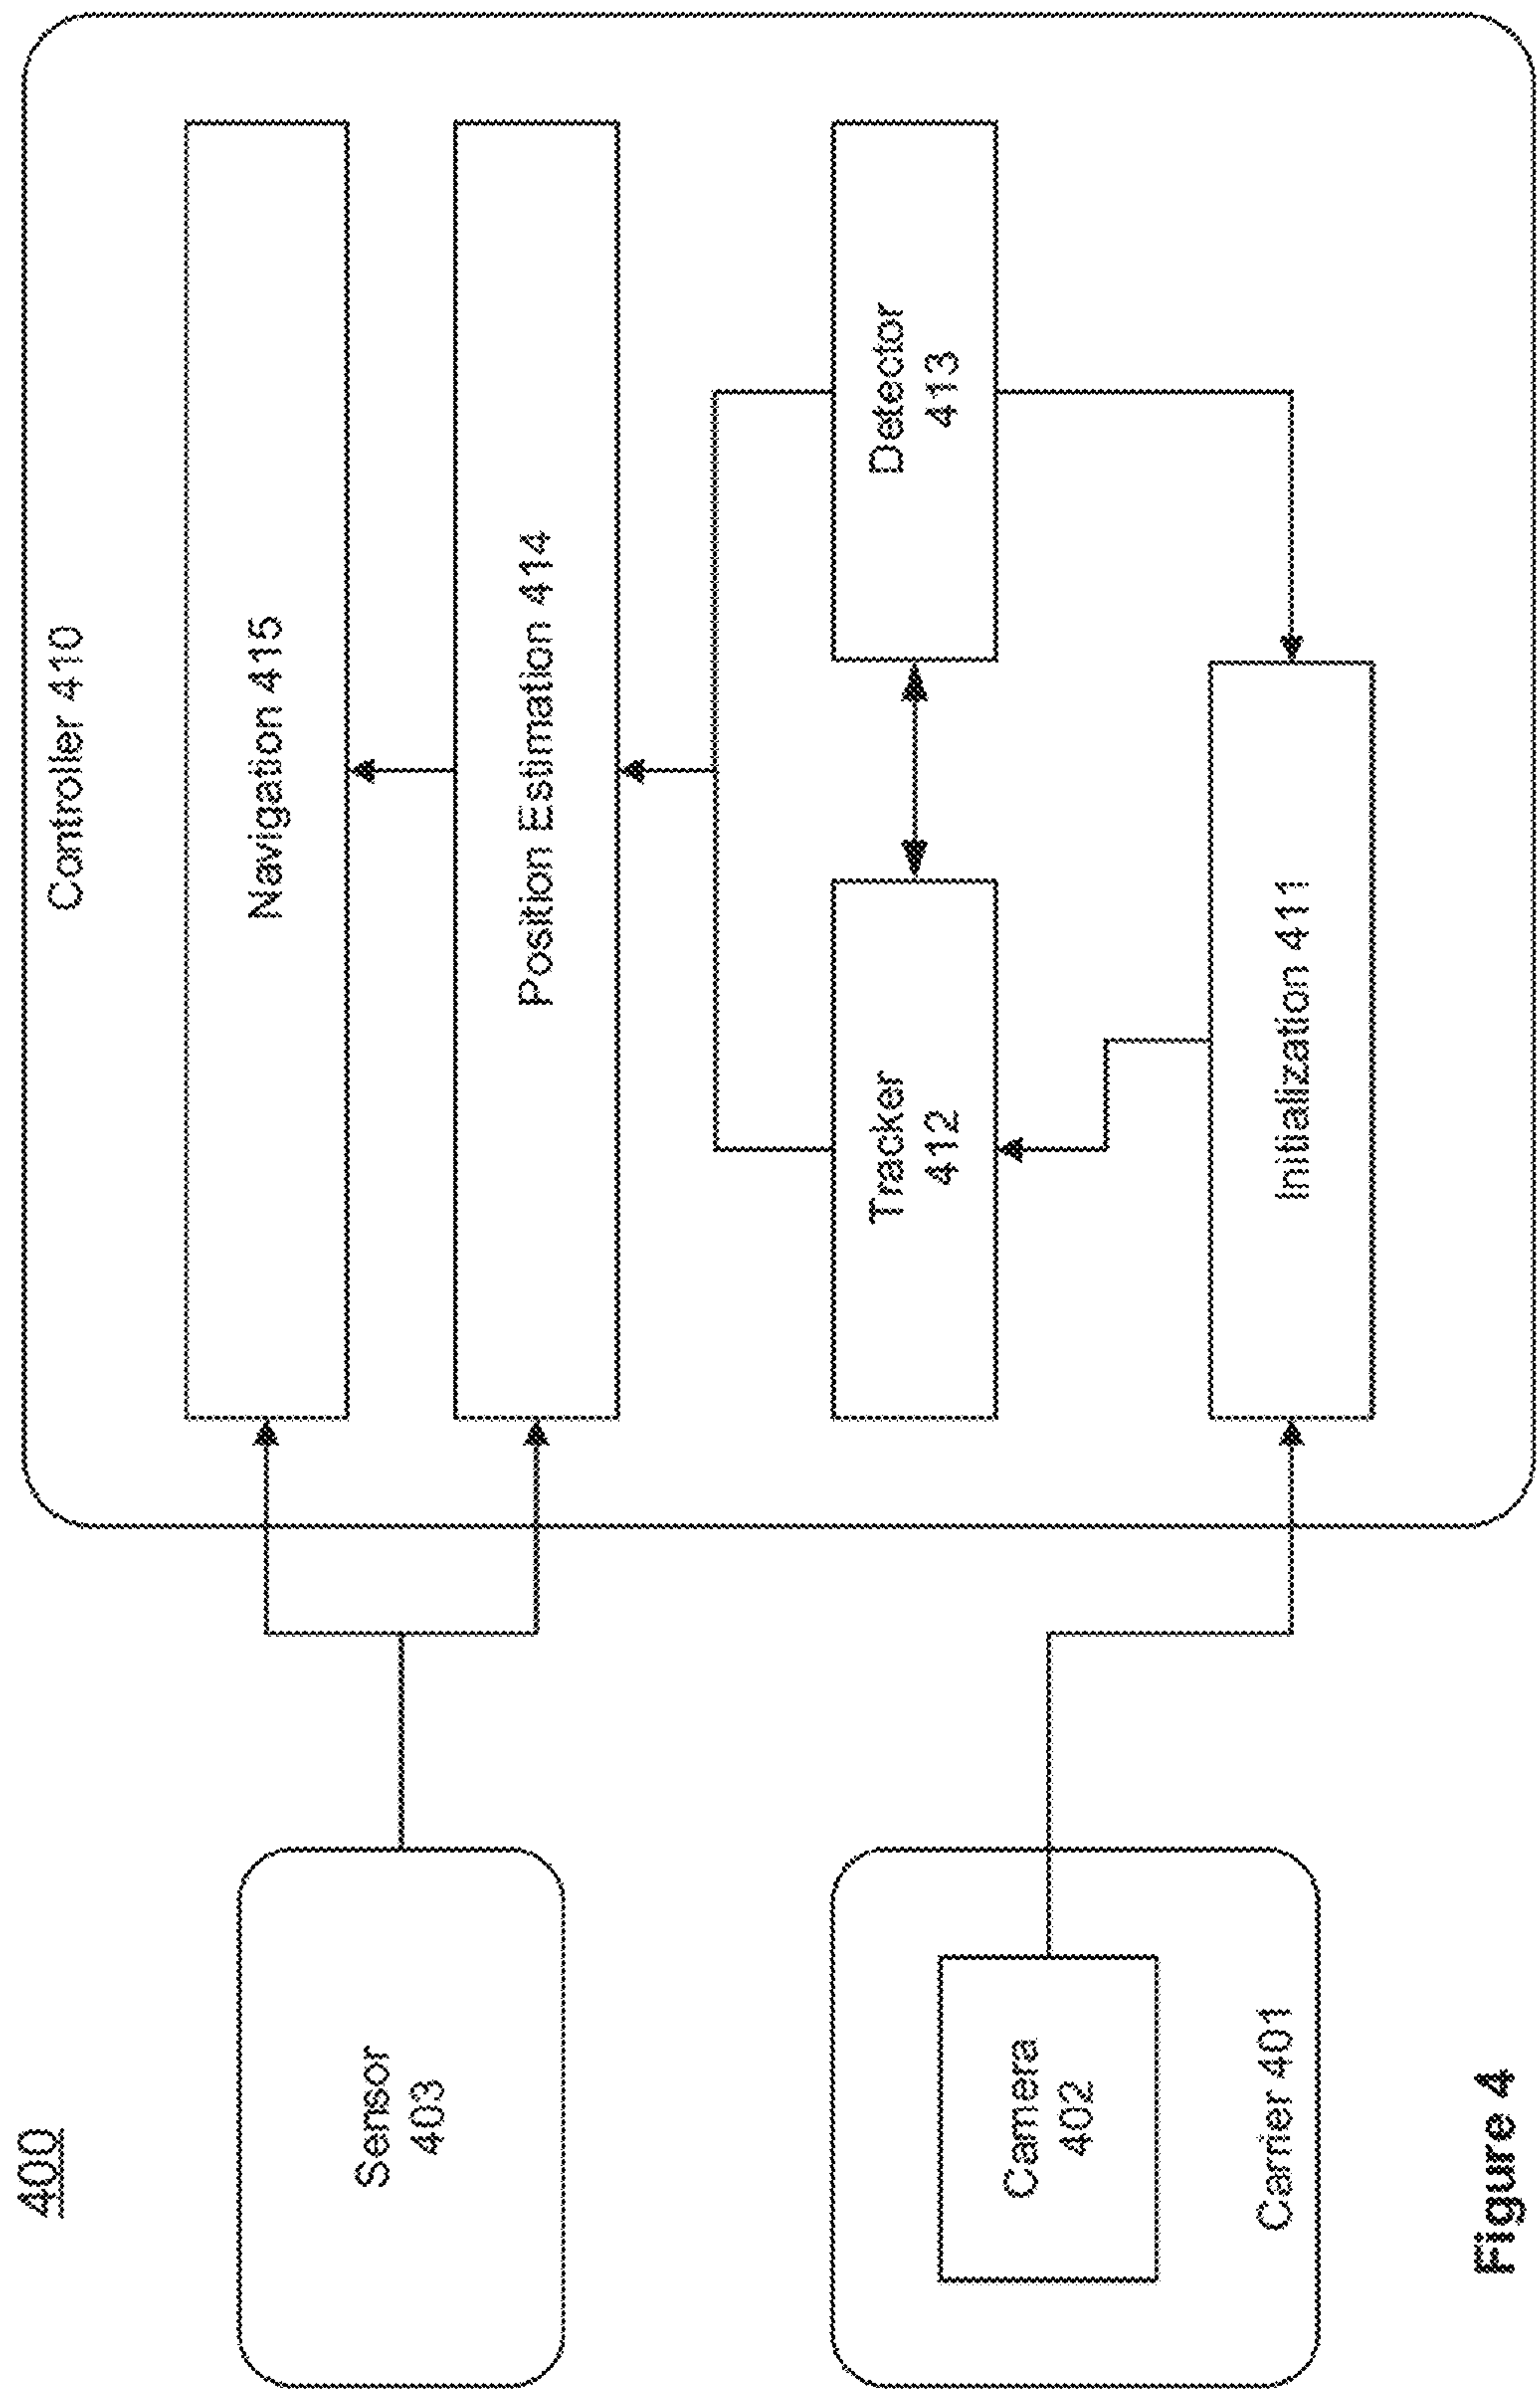 400
Controller 410
Sensor
403
Navigation 415
Position Estimation 414
Camera
402
Carrier 401
Tracker
412
Detector
413
Initialization 411
Figure 4